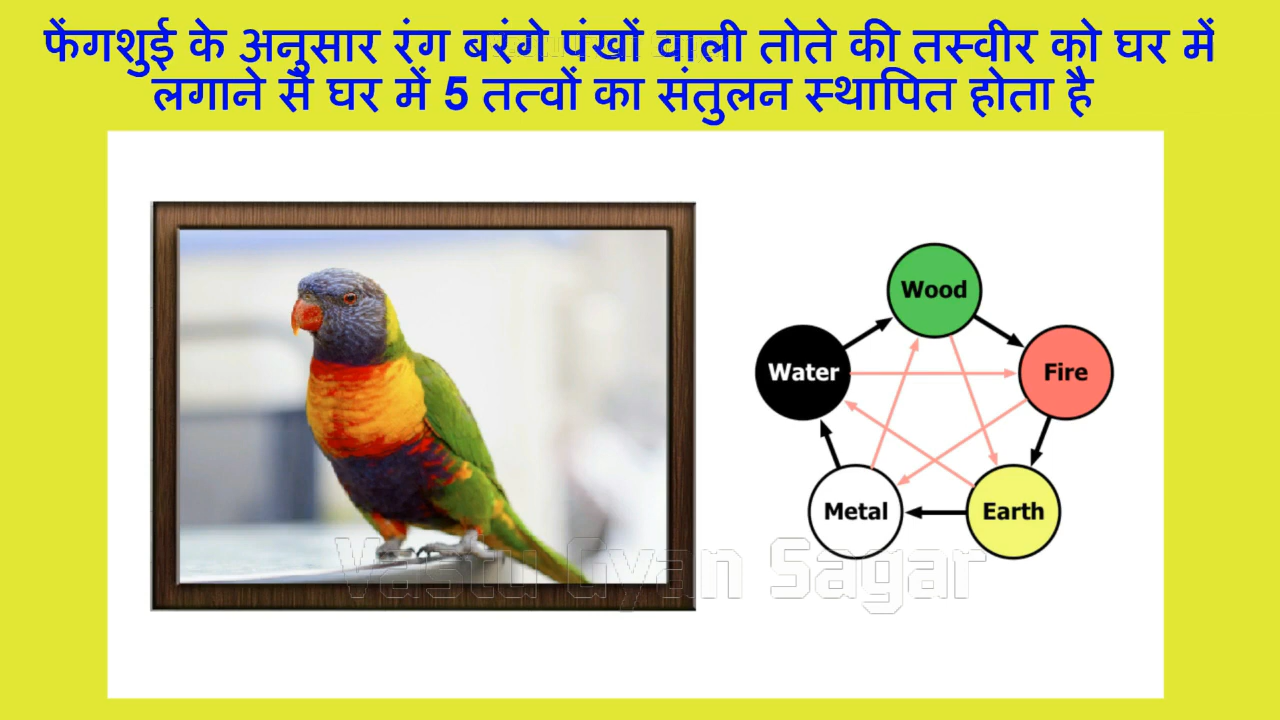 फेंगशुई के अनुसार रंग बरंगे पंखों वाली तोते की तस्वीर को घर में
लगाने से घर में 5 तत्वों का संतुलन स्थापित होता है
Wood
Water
Fire
Metal
Earth
Vastu Gyan Sagar